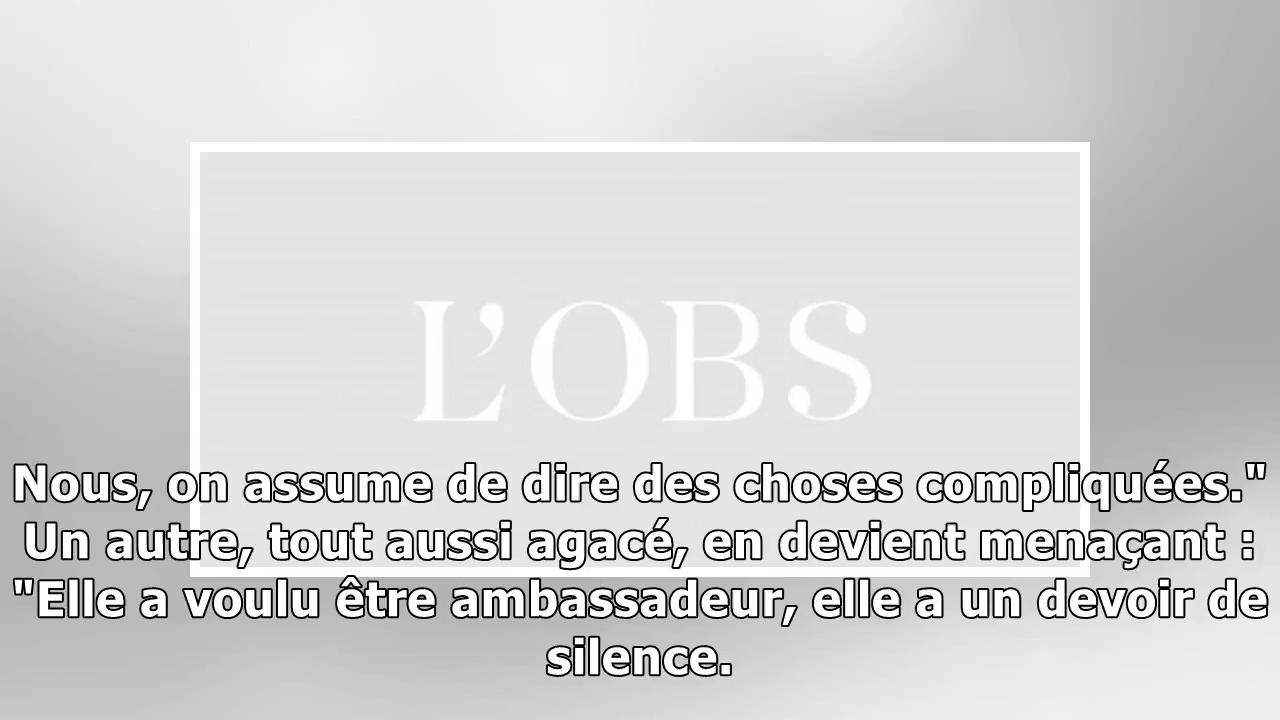 L'OBS
Nous, on assume de dire des choses compliquées."
Un autre, tout aussi agacé, en devient menaçant :
"Elle a voulu être ambassadeur, elle a un devoir de
silence.